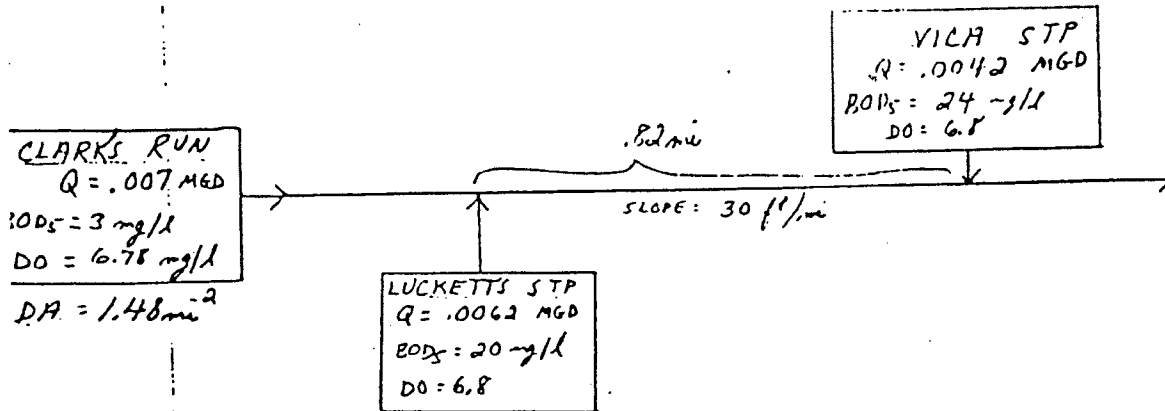 VICA STP
Q = .0042 MGD
BOD5 = 24 mg/l
DO = 6.8
.82 mi
CLARKS RUN
Q = .007 MGD
BOD5 = 3 mg/l
DO = 6.78 mg/l
DA = 1.48 mi2
SLOPE: 30 ft/mi
LUCKETTS STP
Q = .0062 MGD
BOD5 = 20 mg/l
DO = 6.8